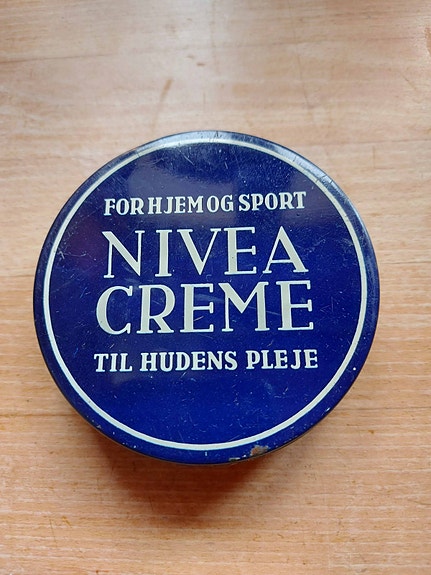 FOR HJEM OG SPORT
NIVEA
CREME
TIL HUDENS PLEJE